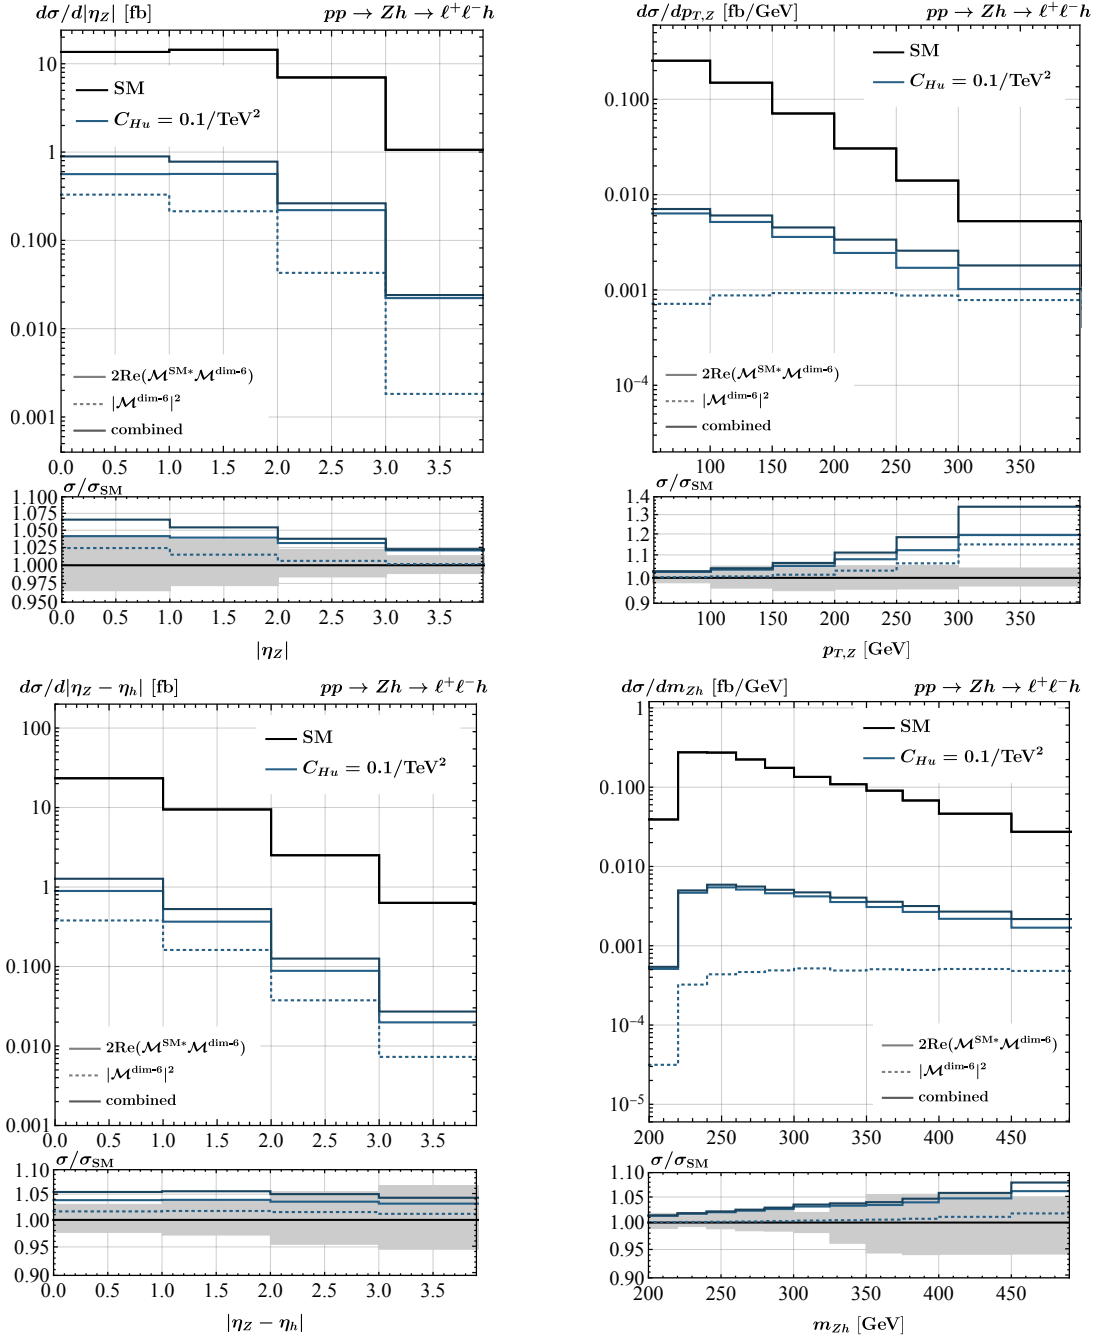 dσ/d|η_Z| [fb] pp → Zh → ℓ⁺ℓ⁻h
10
1
0.100
0.010
0.001
SM
C_Hu = 0.1/TeV²
2Re(𝓜^SM* 𝓜^dim-6)
|𝓜^dim-6|²
combined
0.0 0.5 1.0 1.5 2.0 2.5 3.0 3.5
σ/σ_SM
1.100
1.075
1.050
1.025
1.000
0.975
0.950
0.0 0.5 1.0 1.5 2.0 2.5 3.0 3.5
|η_Z|
dσ/dp_T,Z [fb/GeV] pp → Zh → ℓ⁺ℓ⁻h
0.100
0.010
0.001
10⁻⁴
SM
C_Hu = 0.1/TeV²
2Re(𝓜^SM* 𝓜^dim-6)
|𝓜^dim-6|²
combined
100 150 200 250 300 350
σ/σ_SM
1.4
1.3
1.2
1.1
1.0
0.9
100 150 200 250 300 350
p_T,Z [GeV]
dσ/d|η_Z − η_h| [fb] pp → Zh → ℓ⁺ℓ⁻h
100
10
1
0.100
0.010
0.001
SM
C_Hu = 0.1/TeV²
2Re(𝓜^SM* 𝓜^dim-6)
|𝓜^dim-6|²
combined
0.0 0.5 1.0 1.5 2.0 2.5 3.0 3.5
σ/σ_SM
1.10
1.05
1.00
0.95
0.90
0.0 0.5 1.0 1.5 2.0 2.5 3.0 3.5
|η_Z − η_h|
dσ/dm_Zh [fb/GeV] pp → Zh → ℓ⁺ℓ⁻h
1
0.100
0.010
0.001
10⁻⁴
10⁻⁵
SM
C_Hu = 0.1/TeV²
2Re(𝓜^SM* 𝓜^dim-6)
|𝓜^dim-6|²
combined
200 250 300 350 400 450
σ/σ_SM
1.10
1.05
1.00
0.95
0.90
200 250 300 350 400 450
m_Zh [GeV]